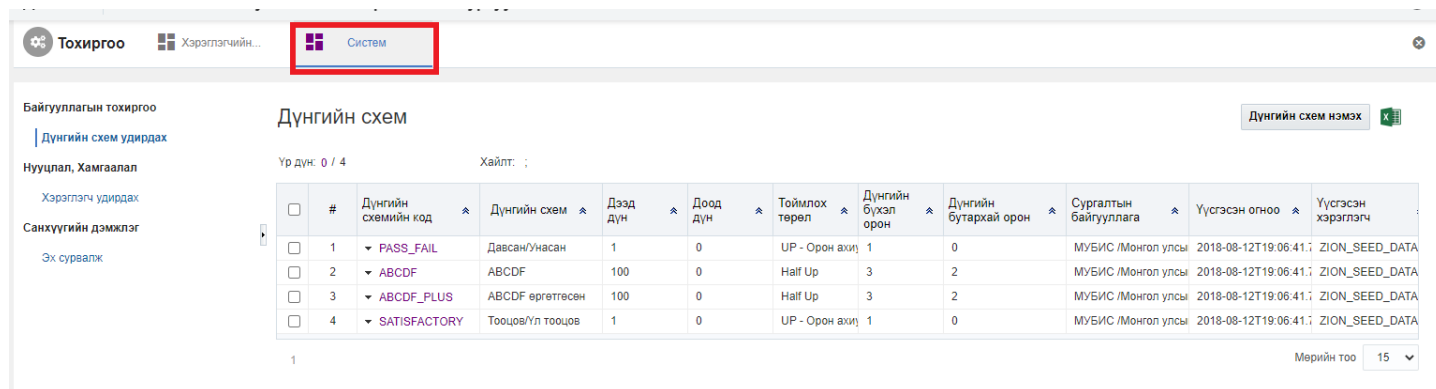 Тохиргоо Хэрэглэгчийн... Систем
Байгууллагын тохиргоо
Дүнгийн схем удирдах
Нууцлал, Хамгаалал
Хэрэглэгч удирдах
Санхүүгийн дэмжлэг
Эх сурвалж
Дүнгийн схем Дүнгийн схем нэмэх
Үр дүн: 0 / 4 Хайлт: ;
# Дүнгийн схемийн код Дүнгийн схем Дээд дүн Доод дүн Тоймлох төрөл Дүнгийн бүхэл орон Дүнгийн бутархай орон Сургалтын байгууллага Үүсгэсэн огноо Үүсгэсэн хэрэглэгч
1 PASS_FAIL Давсан/Унасан 1 0 UP - Орон ахиу 1 0 МУБИС /Монгол улсы 2018-08-12T19:06:41.7 ZION_SEED_DATA
2 ABCDF ABCDF 100 0 Half Up 3 2 МУБИС /Монгол улсы 2018-08-12T19:06:41.7 ZION_SEED_DATA
3 ABCDF_PLUS ABCDF өргөтгөсөн 100 0 Half Up 3 2 МУБИС /Монгол улсы 2018-08-12T19:06:41.7 ZION_SEED_DATA
4 SATISFACTORY Тооцов/Үл тооцов 1 0 UP - Орон ахиу 1 0 МУБИС /Монгол улсы 2018-08-12T19:06:41.7 ZION_SEED_DATA
1 Мөрийн тоо 15